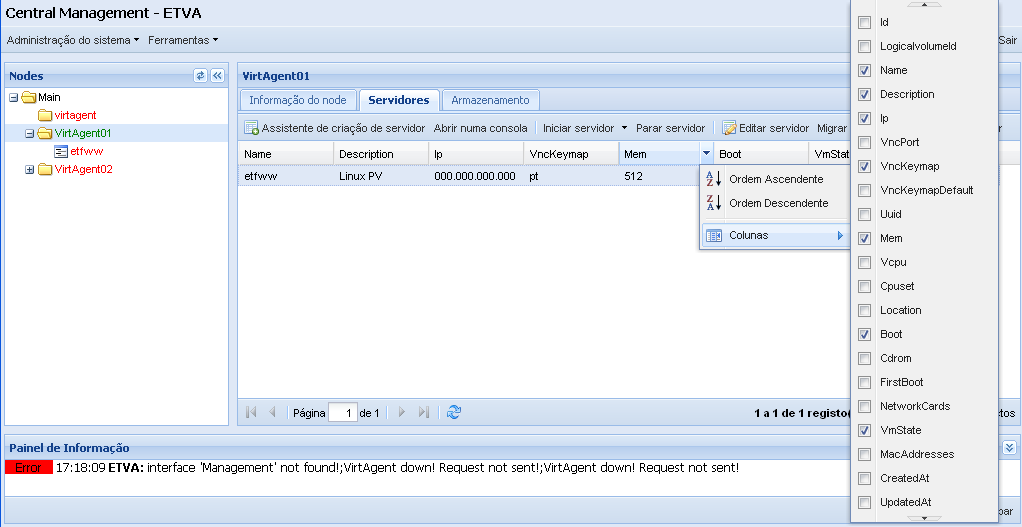 Central Management - ETVA
Administração do sistema Ferramentas Sair
Nodes
Main
virtagent
VirtAgent01
etfww
VirtAgent02
VirtAgent01
Informação do node Servidores Armazenamento
Assistente de criação de servidor Abrir numa consola Iniciar servidor Parar servidor Editar servidor Migrar
Name Description Ip VncKeymap Mem Boot VmStat
etfww Linux PV 000.000.000.000 pt 512
Ordem Ascendente
Ordem Descendente
Colunas
Id
LogicalvolumeId
Name
Description
Ip
VncPort
VncKeymap
VncKeymapDefault
Uuid
Mem
Vcpu
Cpuset
Location
Boot
Cdrom
FirstBoot
NetworkCards
VmState
MacAddresses
CreatedAt
UpdatedAt
Página 1 de 1 1 a 1 de 1 registo(
Painel de Informação
Error 17:18:09 ETVA: interface 'Management' not found!;VirtAgent down! Request not sent!;VirtAgent down! Request not sent!